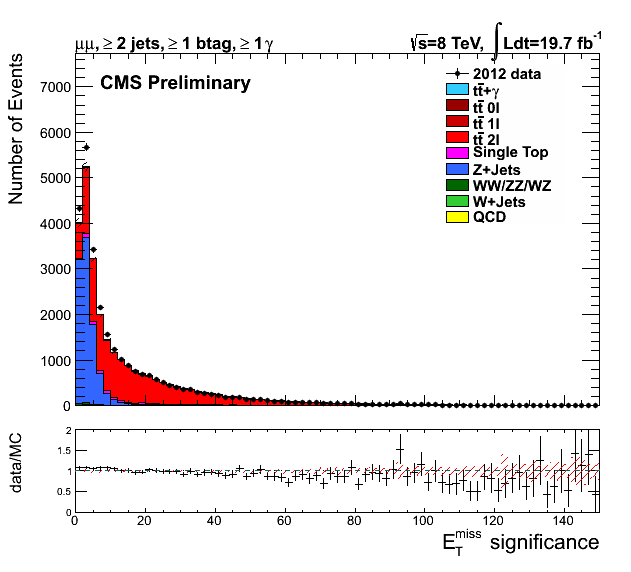 μμ, ≥ 2 jets, ≥ 1 btag, ≥ 1γ
√s=8 TeV, ∫ Ldt=19.7 fb⁻¹
CMS Preliminary
2012 data
tt̄+γ
tt̄ 0l
tt̄ 1l
tt̄ 2l
Single Top
Z+Jets
WW/ZZ/WZ
W+Jets
QCD
Number of Events
7000
6000
5000
4000
3000
2000
1000
0
data/MC
2
1.5
1
0.5
0
0 20 40 60 80 100 120 140
E_T^miss significance